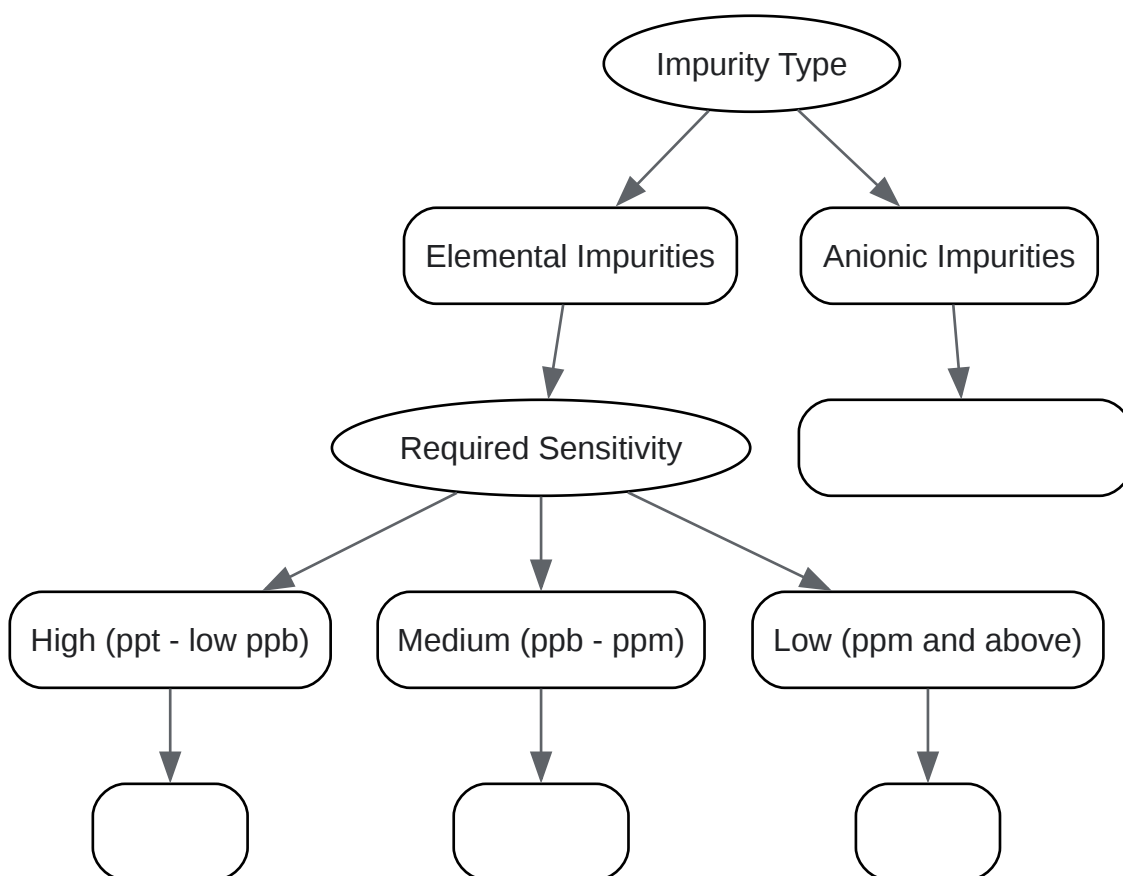 Impurity Type
Elemental Impurities
Anionic Impurities
Required Sensitivity
High (ppt - low ppb)
Medium (ppb - ppm)
Low (ppm and above)